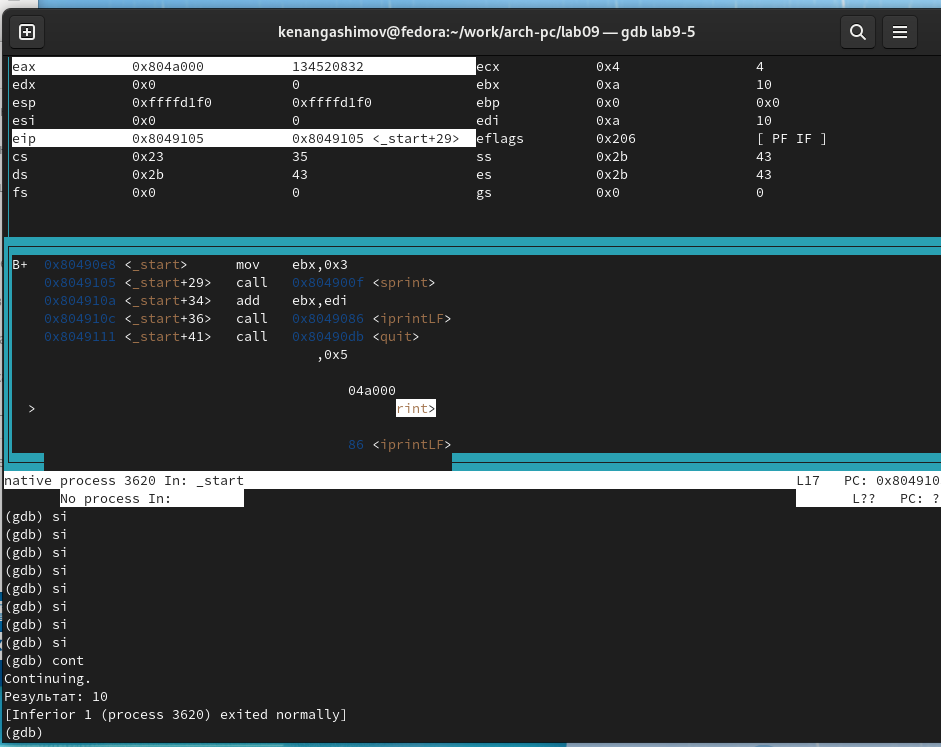 kenangashimov@fedora:~/work/arch-pc/lab09 — gdb lab9-5
eax 0x804a000 134520832 ecx 0x4 4
edx 0x0 0 ebx 0xa 10
esp 0xffffd1f0 0xffffd1f0 ebp 0x0 0x0
esi 0x0 0 edi 0xa 10
eip 0x8049105 0x8049105 <_start+29> eflags 0x206 [ PF IF ]
cs 0x23 35 ss 0x2b 43
ds 0x2b 43 es 0x2b 43
fs 0x0 0 gs 0x0 0
B+ 0x80490e8 <_start> mov ebx,0x3
0x8049105 <_start+29> call 0x804900f <sprint>
0x804910a <_start+34> add ebx,edi
0x804910c <_start+36> call 0x8049086 <iprintLF>
0x8049111 <_start+41> call 0x80490db <quit>
,0x5
04a000
> rint>
86 <iprintLF>
native process 3620 In: _start L17 PC: 0x804910
No process In: L?? PC: ?
(gdb) si
(gdb) si
(gdb) si
(gdb) si
(gdb) si
(gdb) si
(gdb) si
(gdb) si
(gdb) cont
Continuing.
Результат: 10
[Inferior 1 (process 3620) exited normally]
(gdb)